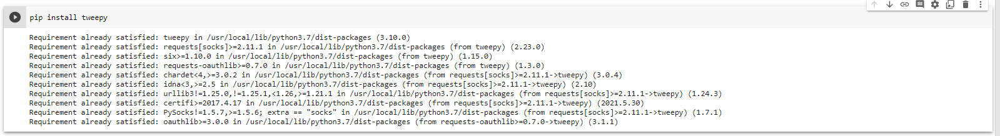 pip install tweepy
Requirement already satisfied: tweepy in /usr/local/lib/python3.7/dist-packages (3.10.0)
Requirement already satisfied: requests[socks]>=2.11.1 in /usr/local/lib/python3.7/dist-packages (from tweepy) (2.23.0)
Requirement already satisfied: six>=1.10.0 in /usr/local/lib/python3.7/dist-packages (from tweepy) (1.15.0)
Requirement already satisfied: requests-oauthlib>=0.7.0 in /usr/local/lib/python3.7/dist-packages (from tweepy) (1.3.0)
Requirement already satisfied: chardet<4,>=3.0.2 in /usr/local/lib/python3.7/dist-packages (from requests[socks]>=2.11.1->tweepy) (3.0.4)
Requirement already satisfied: idna<3,>=2.5 in /usr/local/lib/python3.7/dist-packages (from requests[socks]>=2.11.1->tweepy) (2.10)
Requirement already satisfied: urllib3!=1.25.0,!=1.25.1,<1.26,>=1.21.1 in /usr/local/lib/python3.7/dist-packages (from requests[socks]>=2.11.1->tweepy) (1.24.3)
Requirement already satisfied: certifi>=2017.4.17 in /usr/local/lib/python3.7/dist-packages (from requests[socks]>=2.11.1->tweepy) (2021.5.30)
Requirement already satisfied: PySocks!=1.5.7,>=1.5.6; extra == "socks" in /usr/local/lib/python3.7/dist-packages (from requests[socks]>=2.11.1->tweepy) (1.7.1)
Requirement already satisfied: oauthlib>=3.0.0 in /usr/local/lib/python3.7/dist-packages (from requests-oauthlib>=0.7.0->tweepy) (3.1.1)